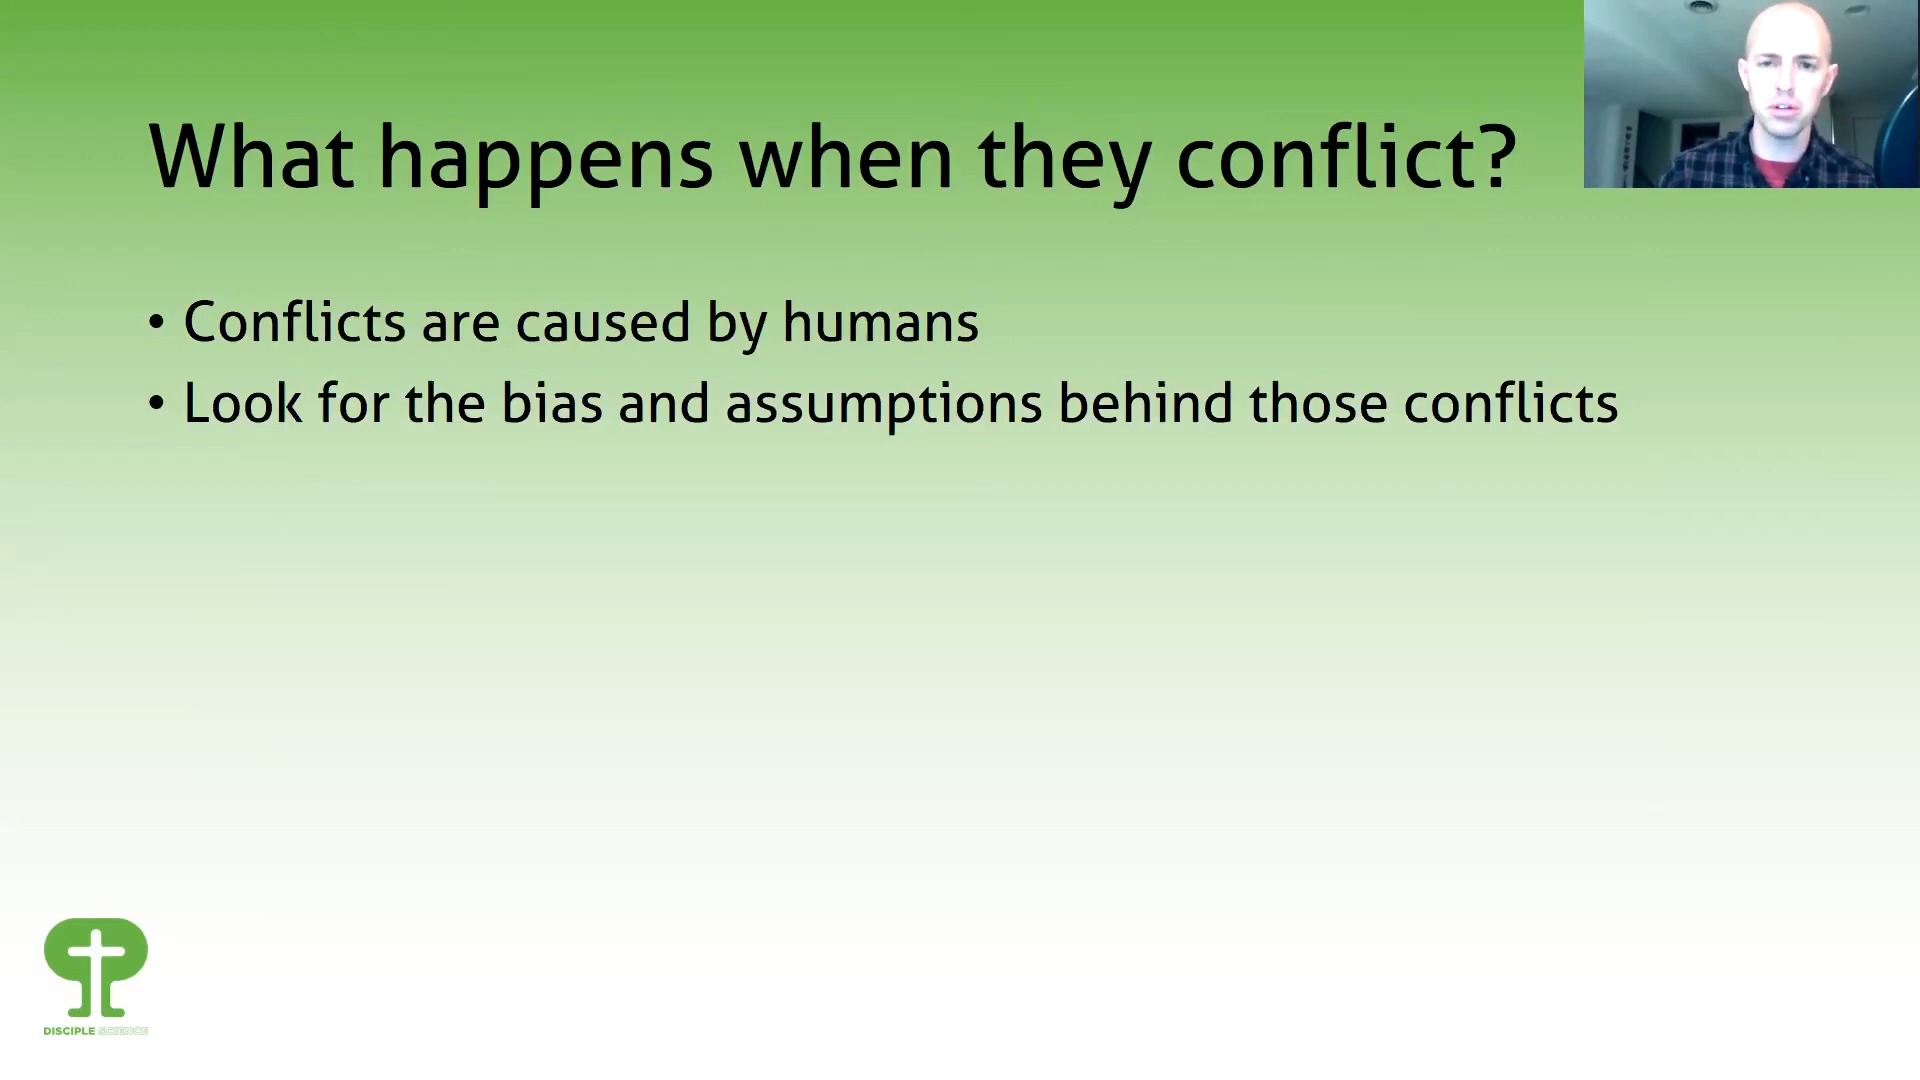 What happens when they conflict?
• Conflicts are caused by humans
• Look for the bias and assumptions behind those conflicts
DISCIPLE SCIENCE